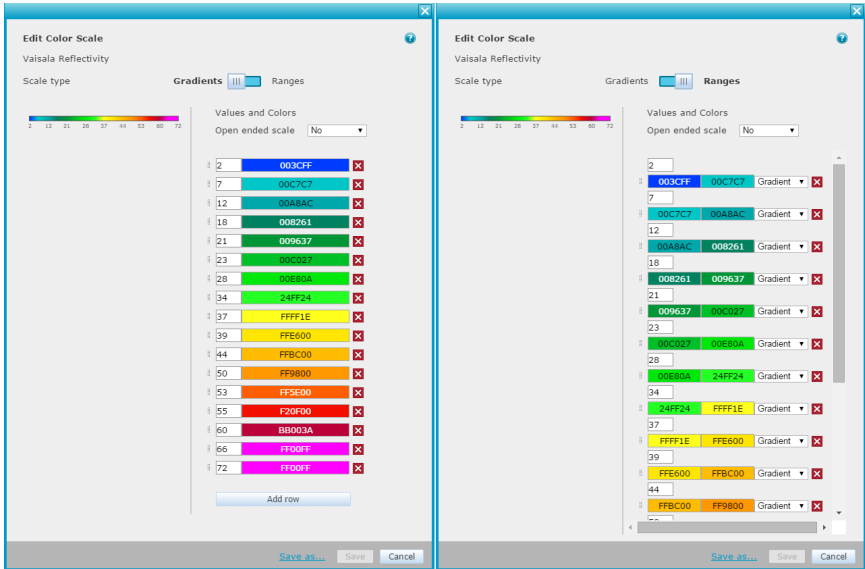 Edit Color Scale
Vaisala Reflectivity
Scale type Gradients Ranges
Values and Colors
Open ended scale No
2 12 21 28 37 44 53 60 72
2 003CFF
7 00C7C7
12 00A8AC
18 008261
21 009637
23 00C027
28 00E80A
34 24FF24
37 FFFF1E
39 FFE600
44 FFBC00
50 FF9800
53 FF5E00
55 F20F00
60 BB003A
66 FF00FF
72 FF00FF
Add row
Save as... Save Cancel
Edit Color Scale
Vaisala Reflectivity
Scale type Gradients Ranges
Values and Colors
Open ended scale No
2 12 21 28 37 44 53 60 72
2
003CFF 00C7C7 Gradient
7
00C7C7 00A8AC Gradient
12
00A8AC 008261 Gradient
18
008261 009637 Gradient
21
009637 00C027 Gradient
23
00C027 00E80A Gradient
28
00E80A 24FF24 Gradient
34
24FF24 FFFF1E Gradient
37
FFFF1E FFE600 Gradient
39
FFE600 FFBC00 Gradient
44
FFBC00 FF9800 Gradient
Save as... Save Cancel